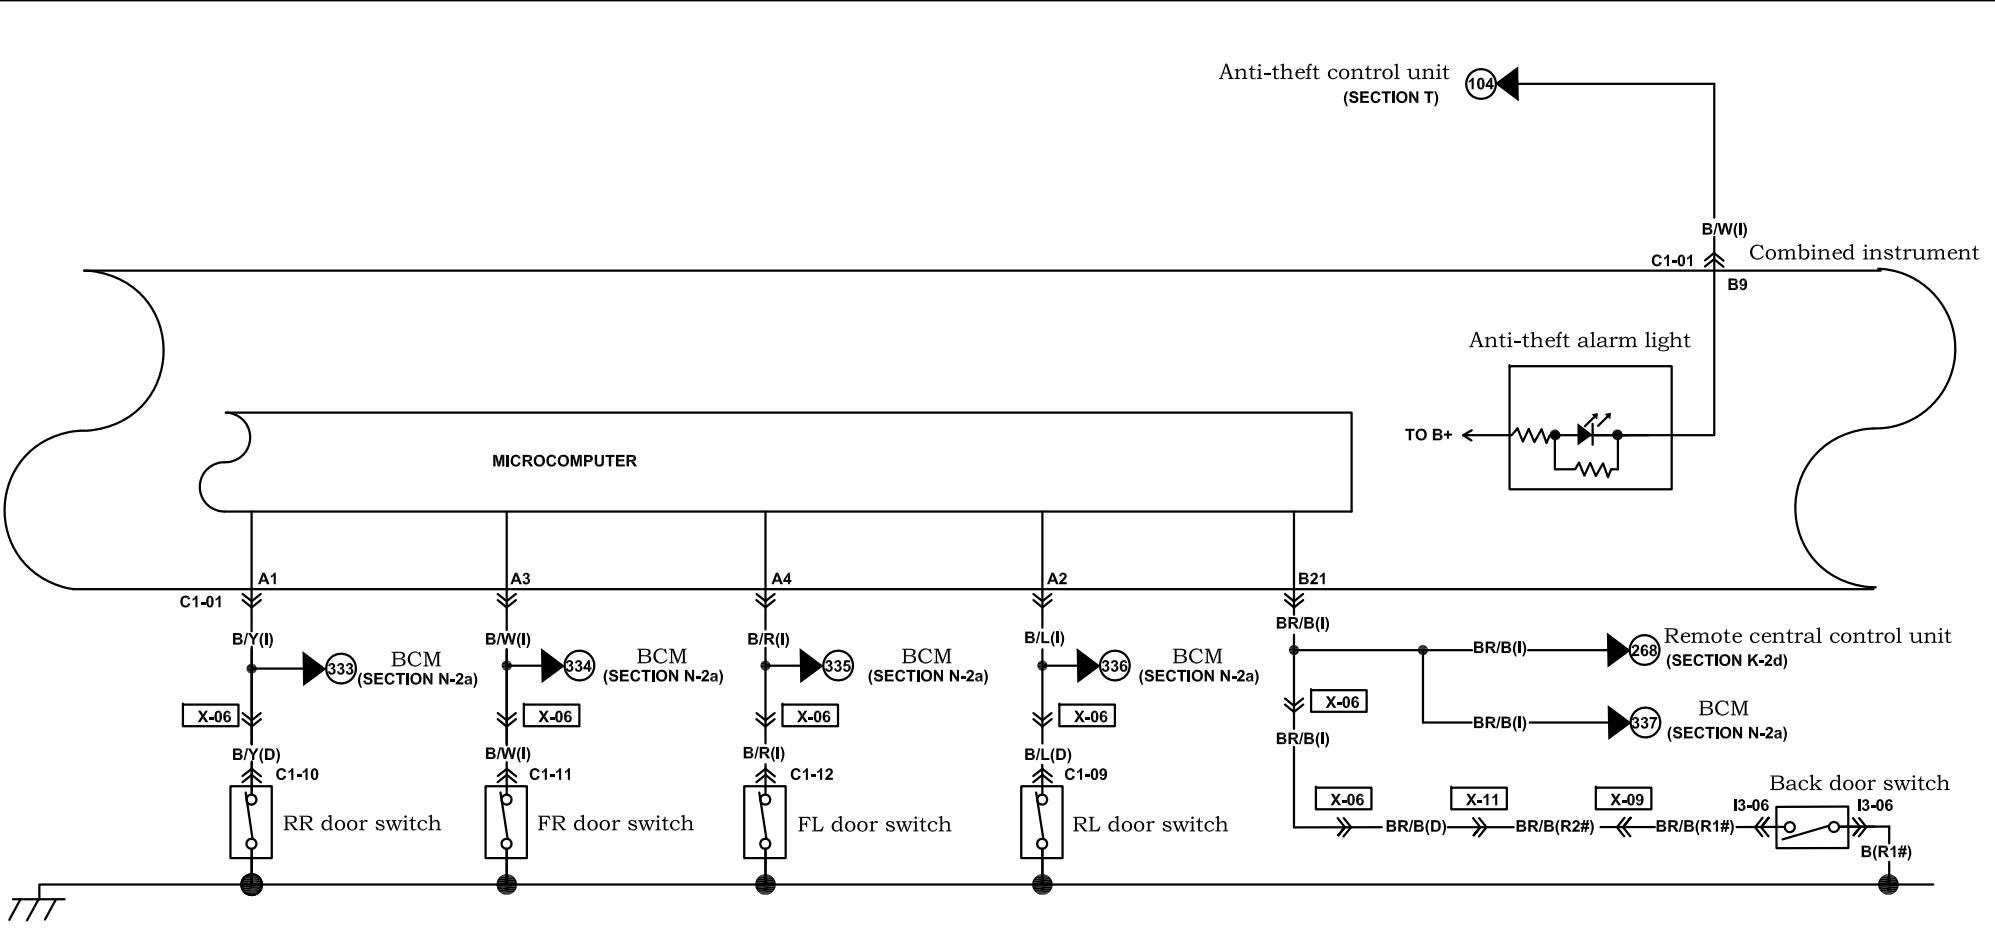 Anti-theft control unit
(SECTION T)
104
B/W(I)
C1-01
Combined instrument
B9
Anti-theft alarm light
TO B+
MICROCOMPUTER
A1
A3
A4
A2
B21
C1-01
B/Y(I)
B/W(I)
B/R(I)
B/L(I)
BR/B(I)
333
BCM
(SECTION N-2a)
334
BCM
(SECTION N-2a)
335
BCM
(SECTION N-2a)
336
BCM
(SECTION N-2a)
BR/B(I)
268
Remote central control unit
(SECTION K-2d)
X-06
X-06
X-06
X-06
X-06
BR/B(I)
337
BCM
(SECTION N-2a)
B/Y(D)
B/W(I)
B/R(I)
B/L(D)
BR/B(I)
C1-10
C1-11
C1-12
C1-09
RR door switch
FR door switch
FL door switch
RL door switch
Back door switch
X-06
X-11
X-09
I3-06
I3-06
BR/B(D)
BR/B(R2#)
BR/B(R1#)
B(R1#)